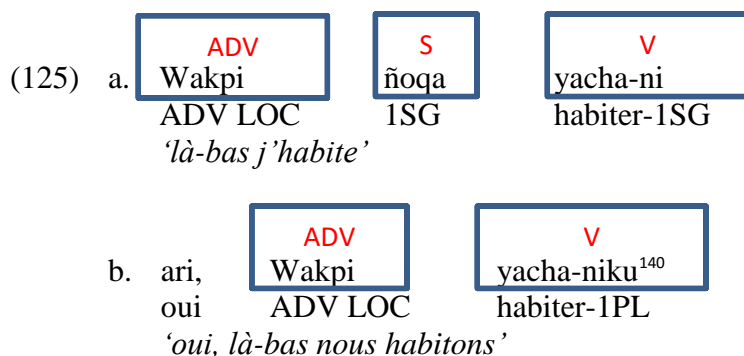 ADV S V
(125) a. Wakpi ñoqa yacha-ni
ADV LOC 1SG habiter-1SG
‘là-bas j’habite’
ADV V
b. ari, Wakpi yacha-niku¹⁴⁰
oui ADV LOC habiter-1PL
‘oui, là-bas nous habitons’